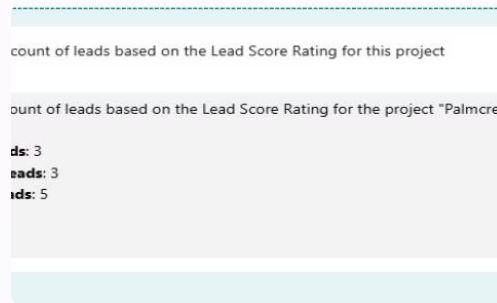 count of leads based on the Lead Score Rating for this project
ount of leads based on the Lead Score Rating for the project "Palmcre
ds: 3
eads: 3
ds: 5